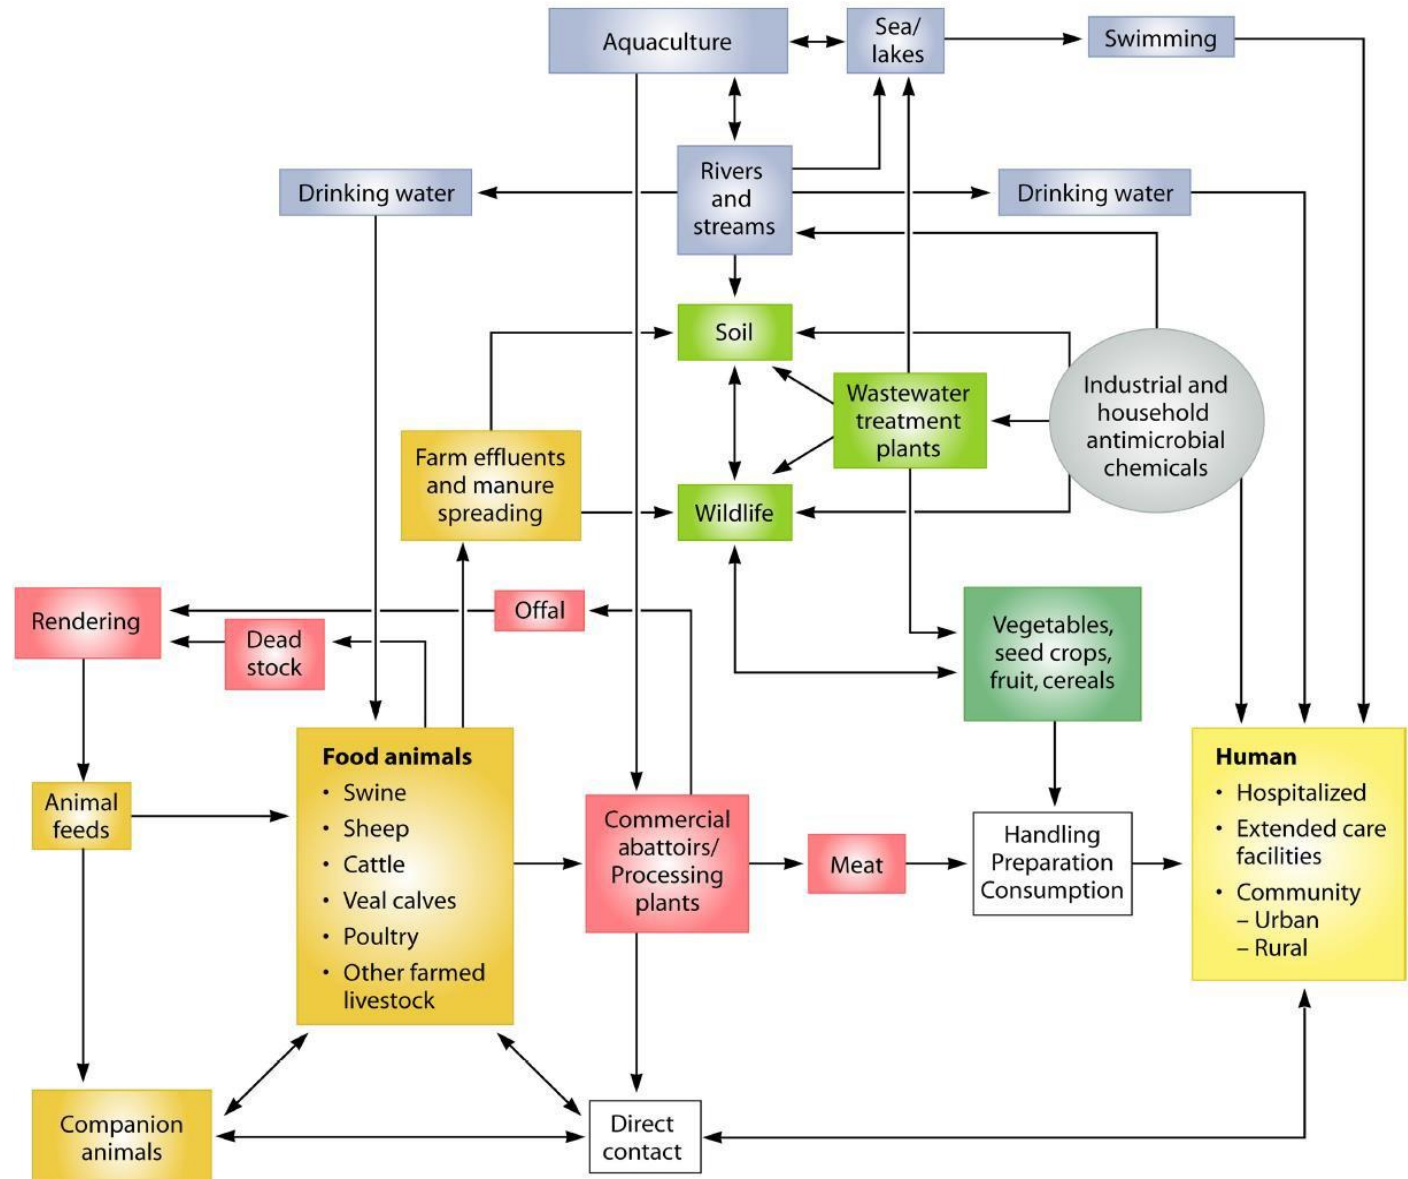 Aquaculture
Sea/
lakes
Swimming
Rivers
and
streams
Drinking water
Drinking water
Soil
Wastewater
treatment
plants
Industrial and
household
antimicrobial
chemicals
Farm effluents
and manure
spreading
Wildlife
Rendering
Offal
Dead
stock
Vegetables,
seed crops,
fruit, cereals
Animal
feeds
Food animals
• Swine
• Sheep
• Cattle
• Veal calves
• Poultry
• Other farmed
livestock
Commercial
abattoirs/
Processing
plants
Meat
Handling
Preparation
Consumption
Human
• Hospitalized
• Extended care
facilities
• Community
– Urban
– Rural
Companion
animals
Direct
contact